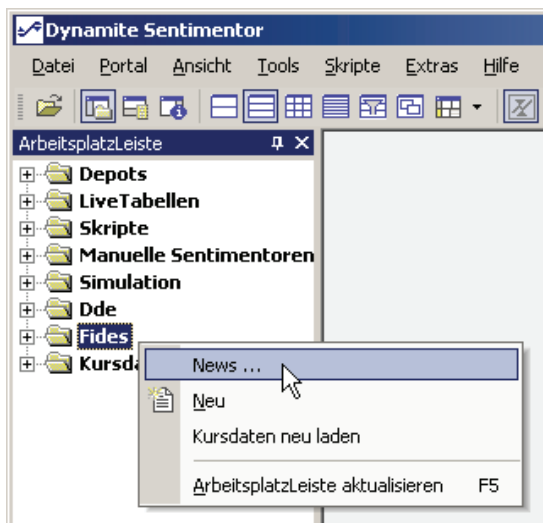 Dynamite Sentimentor
Datei Portal Ansicht Tools Skripte Extras Hilfe
ArbeitsplatzLeiste
Depots
LiveTabellen
Skripte
Manuelle Sentimentoren
Simulation
Dde
Fides
News ...
Neu
Kursdaten neu laden
ArbeitsplatzLeiste aktualisieren F5